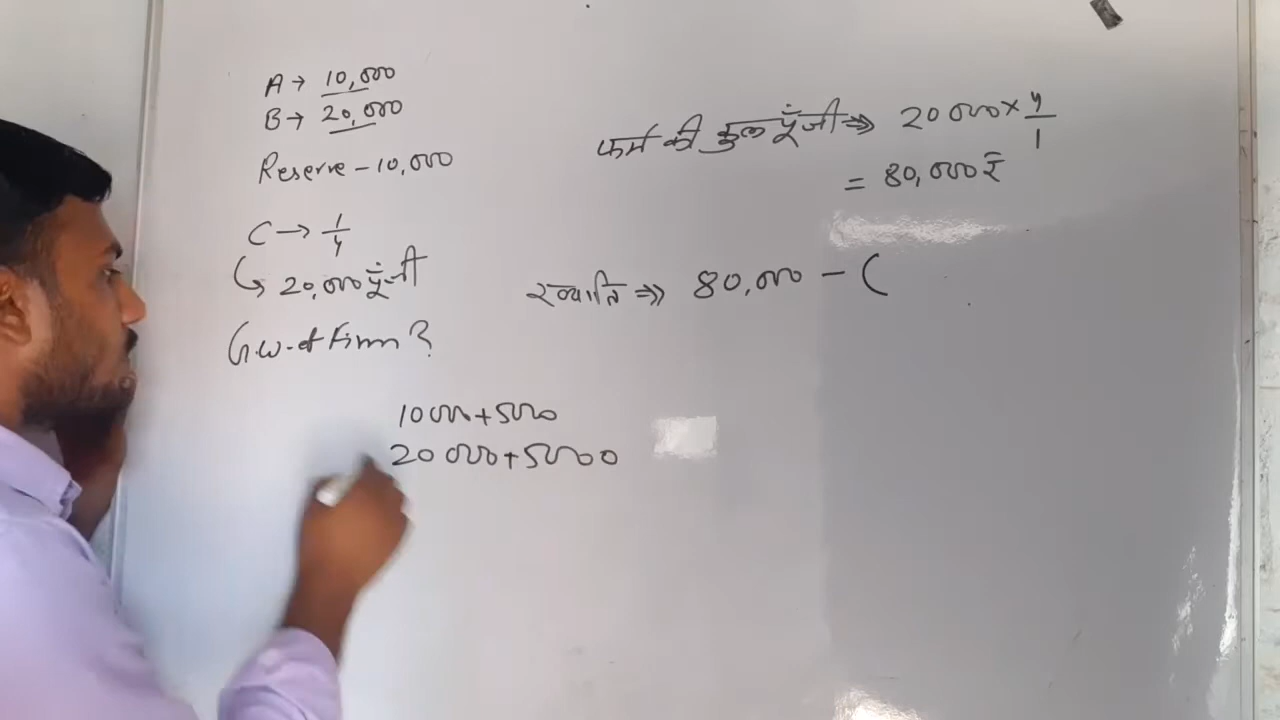 A → 10,000
B → 20,000
Reserve - 10,000
C → 1/4
↳ 20,000 पूँजी
G.W. of Firm ?
10000+5000
20000+5000 0
फर्म की कुल पूँजी ⇒ 20000 × 4/1
= 80,000 ₹
ख्याति ⇒ 80,000 - (